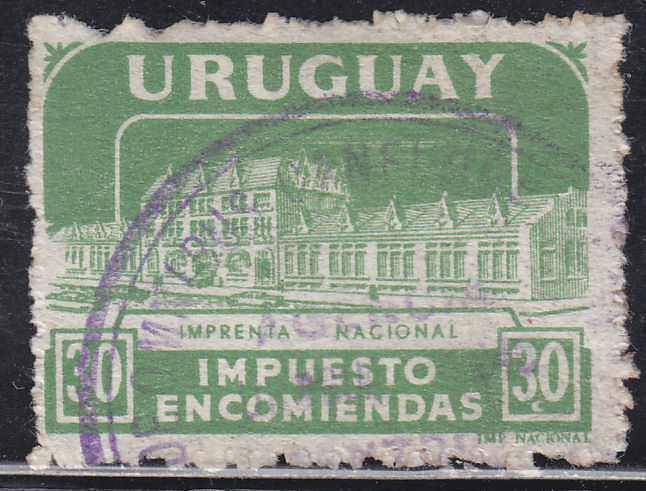 URUGUAY
IMPRENTA NACIONAL
30 IMPUESTO 30
ENCOMIENDAS c
IMP. NACIONAL